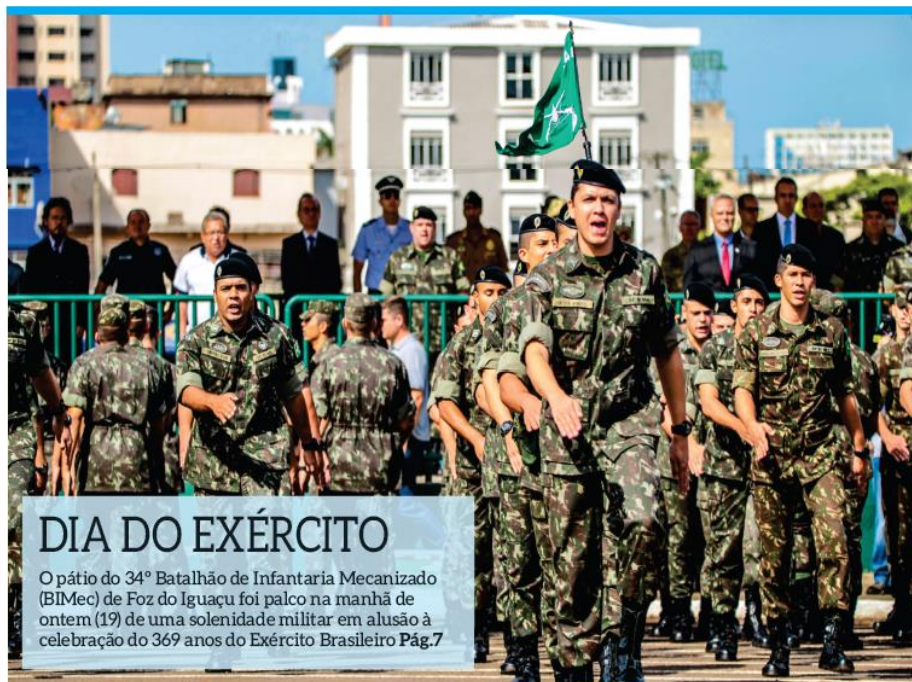 DIA DO EXÉRCITO
O pátio do 34º Batalhão de Infantaria Mecanizado
(BIMec) de Foz do Iguaçu foi palco na manhã de
ontem (19) de uma solenidade militar em alusão à
celebração do 369 anos do Exército Brasileiro Pág.7